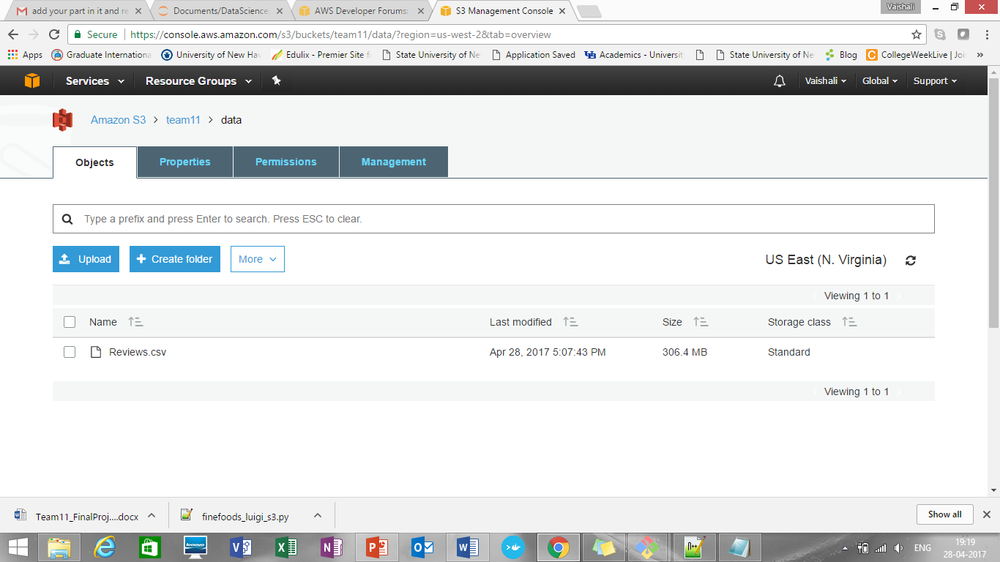 Vaishali
add your part in it and re
Documents/DataScience/
AWS Developer Forums:
S3 Management Console
Secure
https://console.aws.amazon.com/s3/buckets/team11/data/?region=us-west-2&tab=overview
Apps
Graduate Internationa
University of New Hav
Edulix - Premier Site f
State University of Ne
Application Saved
Academics - Universit
State University of Ne
Blog
CollegeWeekLive | Joi
Services
Resource Groups
Vaishali
Global
Support
Amazon S3 > team11 > data
Objects
Properties
Permissions
Management
Type a prefix and press Enter to search. Press ESC to clear.
Upload
Create folder
More
US East (N. Virginia)
Viewing 1 to 1
Name
Last modified
Size
Storage class
Reviews.csv
Apr 28, 2017 5:07:43 PM
306.4 MB
Standard
Viewing 1 to 1
Team11_FinalProj....docx
finefoods_luigi_s3.py
Show all
lenovo
ENG
19:19
28-04-2017